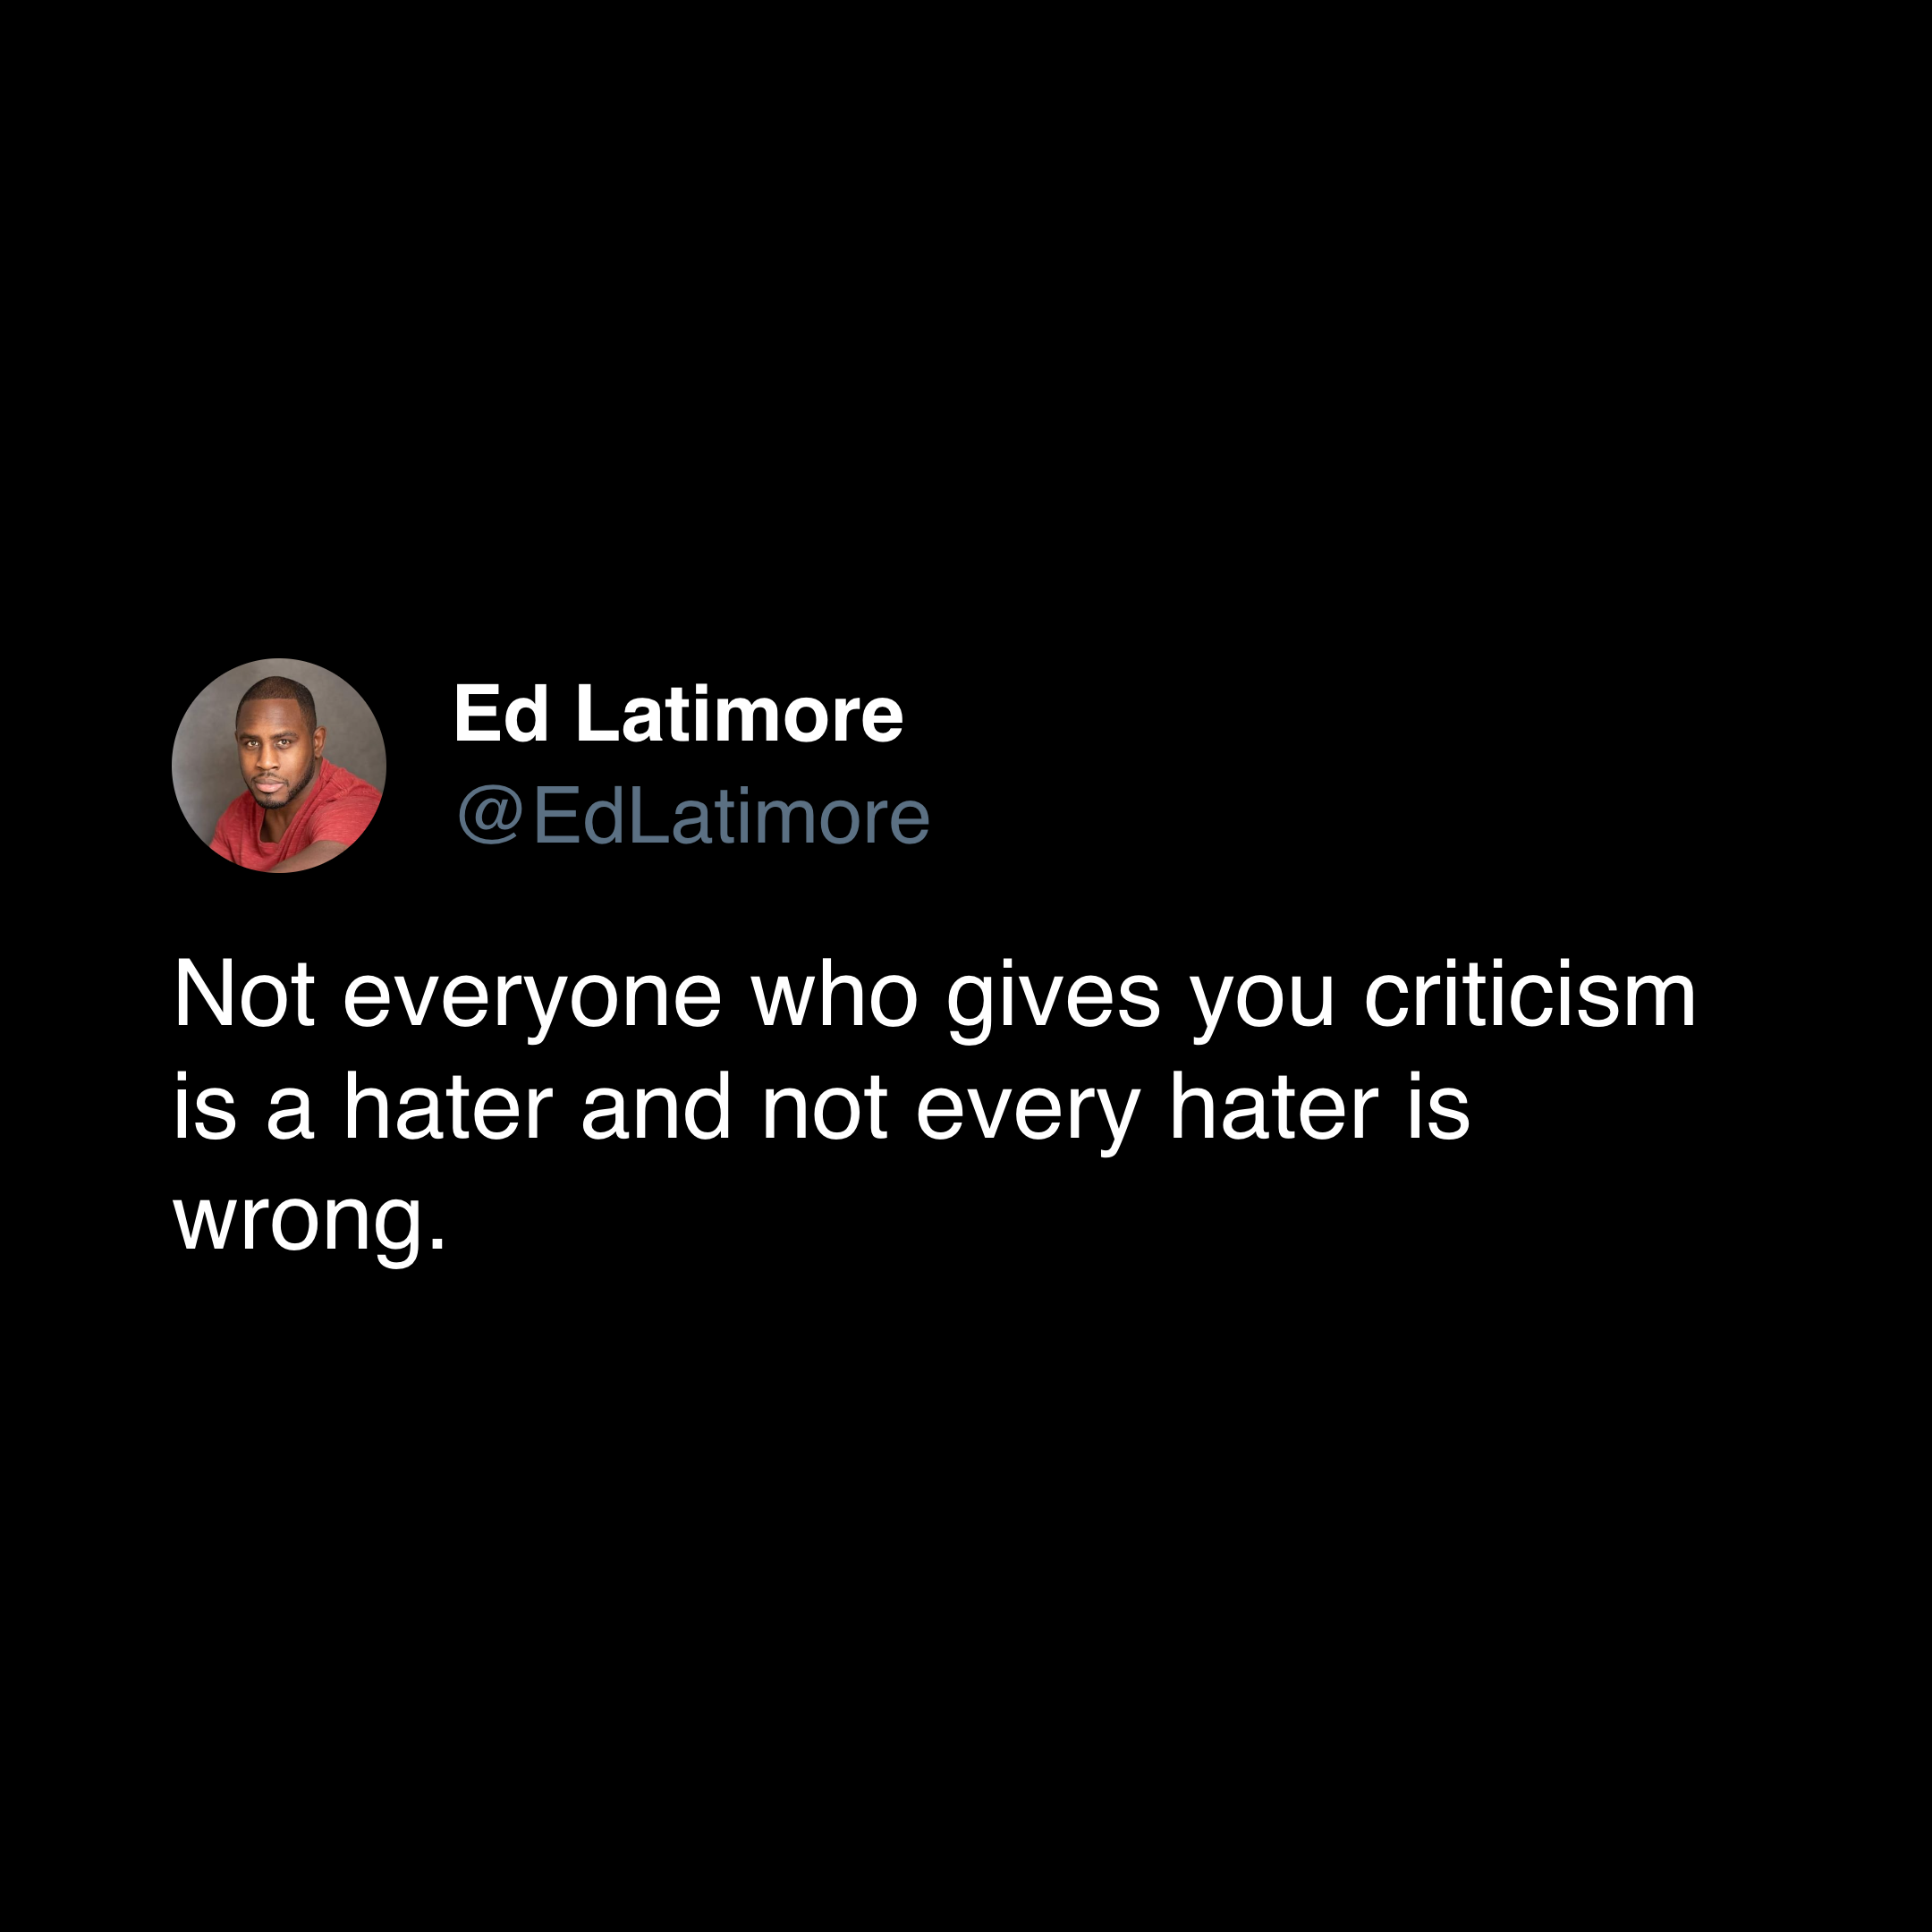 Ed Latimore
@EdLatimore
Not everyone who gives you criticism
is a hater and not every hater is
wrong.